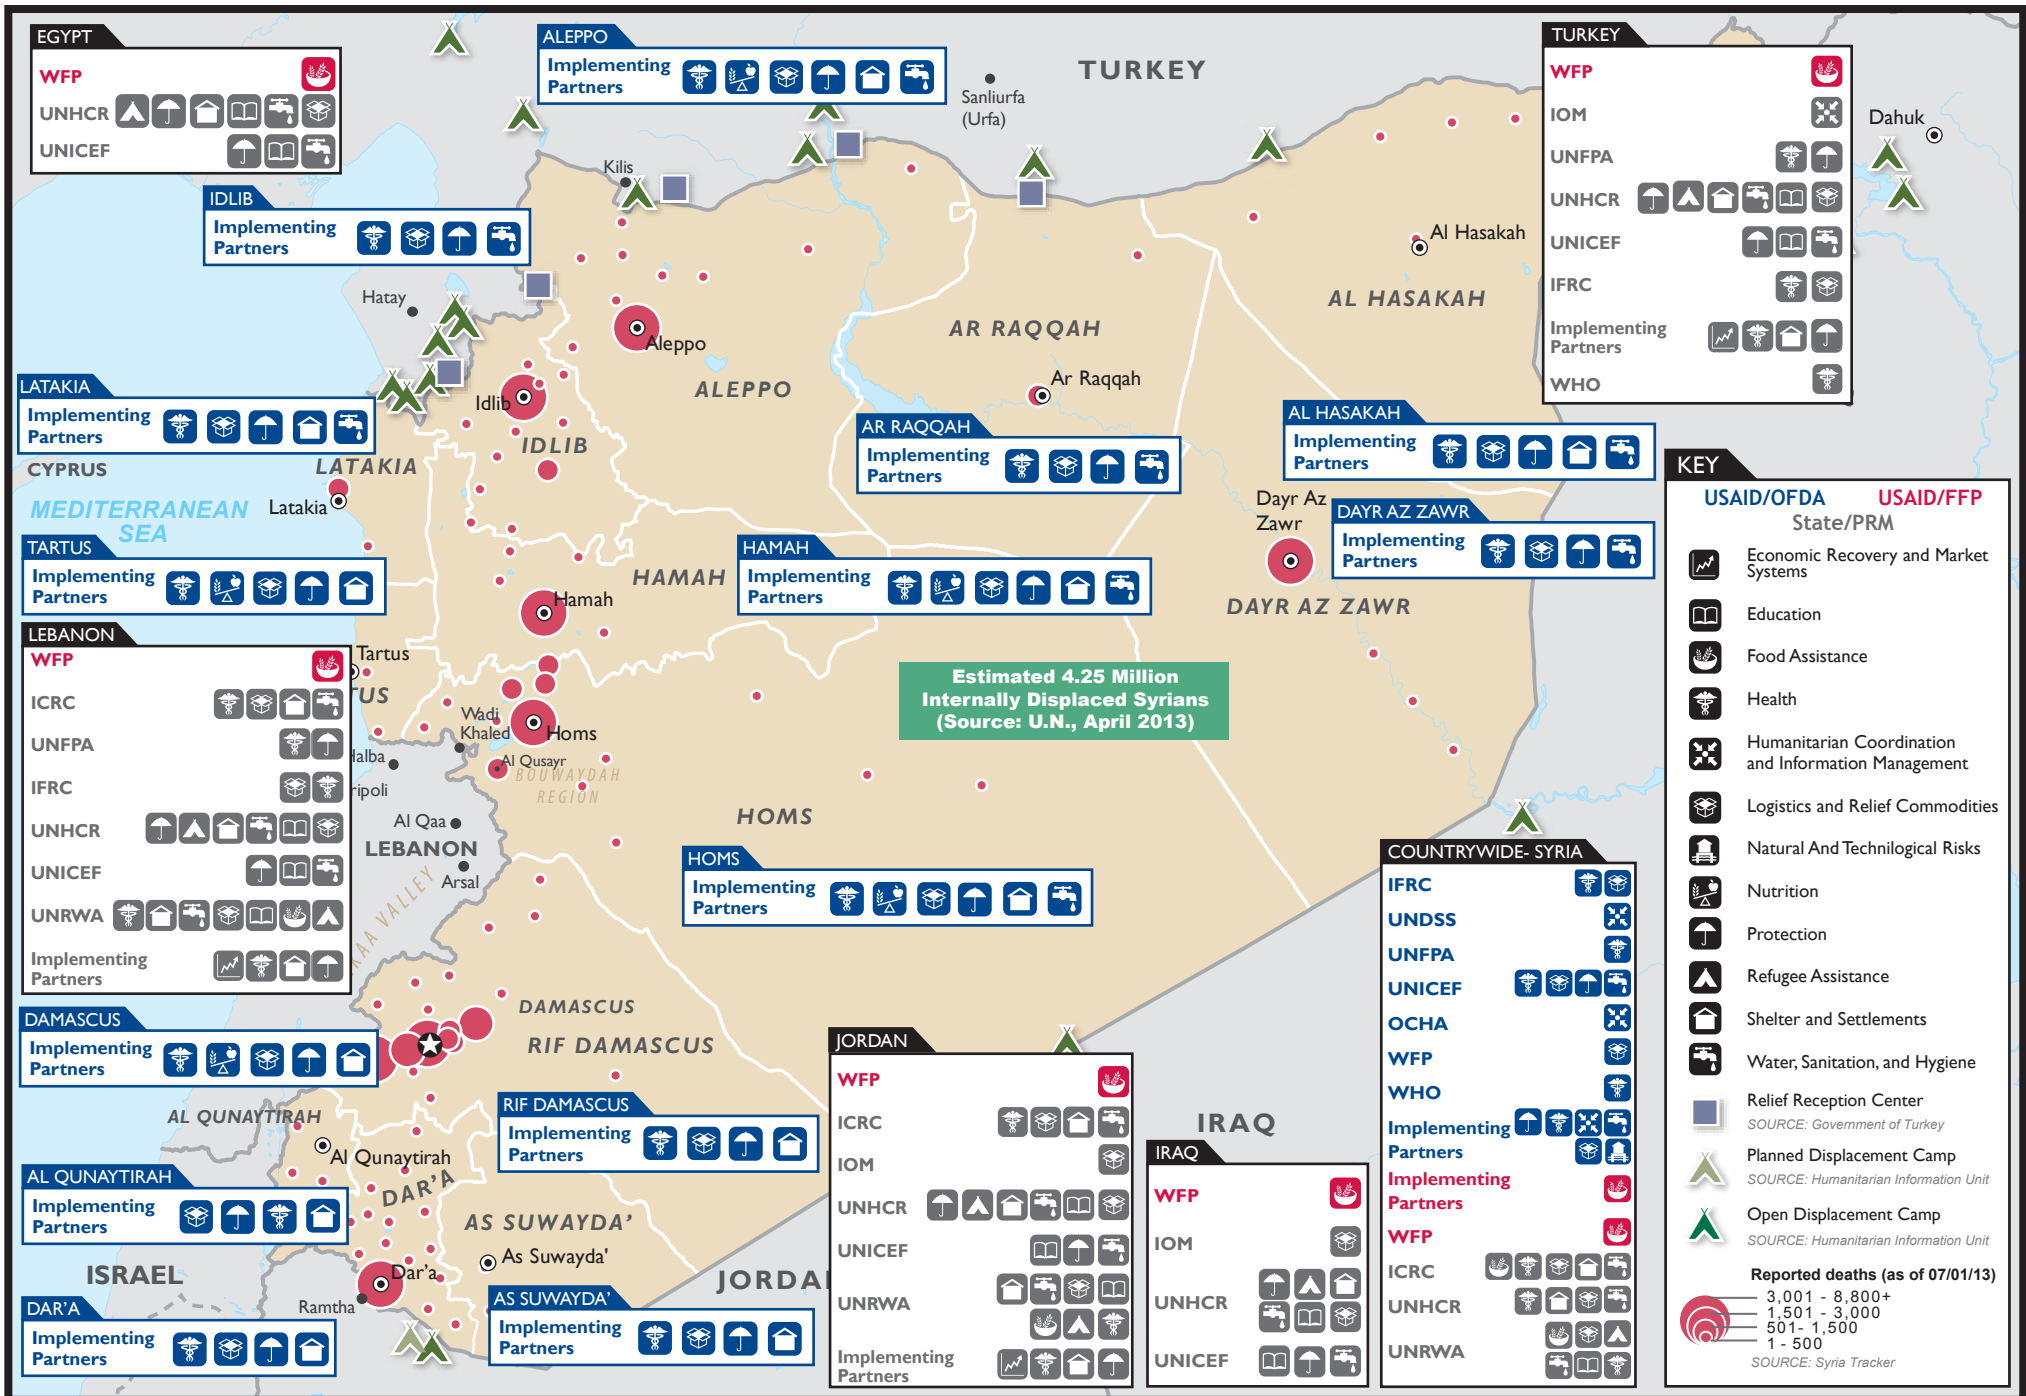 EGYPT
WFP
UNHCR
UNICEF
ALEPPO
Implementing
Partners
TURKEY
Sanliurfa
(Urfa)
TURKEY
WFP
IOM
UNFPA
UNHCR
UNICEF
IFRC
Implementing
Partners
WHO
Dahuk
Kilis
IDLIB
Implementing
Partners
Hatay
Al Hasakah
AL HASAKAH
AR RAQQAH
Aleppo
ALEPPO
Ar Raqqah
Idlib
IDLIB
LATAKIA
Implementing
Partners
CYPRUS
LATAKIA
Latakia
MEDITERRANEAN
SEA
AR RAQQAH
Implementing
Partners
AL HASAKAH
Implementing
Partners
Dayr Az
Zawr
DAYR AZ ZAWR
Implementing
Partners
DAYR AZ ZAWR
TARTUS
Implementing
Partners
HAMAH
HAMAH
Implementing
Partners
Hamah
LEBANON
WFP
ICRC
UNFPA
IFRC
UNHCR
UNICEF
UNRWA
Implementing
Partners
Tartus
TUS
Wadi
Khaled
Homs
Halba
ripoli
Al Qusayr
BOUWAYDAH
REGION
Al Qaa
LEBANON
Arsal
KAA VALLEY
Estimated 4.25 Million
Internally Displaced Syrians
(Source: U.N., April 2013)
HOMS
HOMS
Implementing
Partners
DAMASCUS
Implementing
Partners
DAMASCUS
RIF DAMASCUS
RIF DAMASCUS
Implementing
Partners
AL QUNAYTIRAH
Al Qunaytirah
DAR'A
AL QUNAYTIRAH
Implementing
Partners
AS SUWAYDA'
As Suwayda'
ISRAEL
Dar'a
Ramtha
DAR'A
Implementing
Partners
AS SUWAYDA'
Implementing
Partners
JORDA
JORDAN
WFP
ICRC
IOM
UNHCR
UNICEF
UNRWA
Implementing
Partners
IRAQ
IRAQ
WFP
IOM
UNHCR
UNICEF
COUNTRYWIDE- SYRIA
IFRC
UNDSS
UNFPA
UNICEF
OCHA
WFP
WHO
Implementing
Partners
Implementing
Partners
WFP
ICRC
UNHCR
UNRWA
KEY
USAID/OFDA USAID/FFP
State/PRM
Economic Recovery and Market
Systems
Education
Food Assistance
Health
Humanitarian Coordination
and Information Management
Logistics and Relief Commodities
Natural And Technilogical Risks
Nutrition
Protection
Refugee Assistance
Shelter and Settlements
Water, Sanitation, and Hygiene
Relief Reception Center
SOURCE: Government of Turkey
Planned Displacement Camp
SOURCE: Humanitarian Information Unit
Open Displacement Camp
SOURCE: Humanitarian Information Unit
Reported deaths (as of 07/01/13)
3,001 - 8,800+
1,501 - 3,000
501- 1,500
1 - 500
SOURCE: Syria Tracker